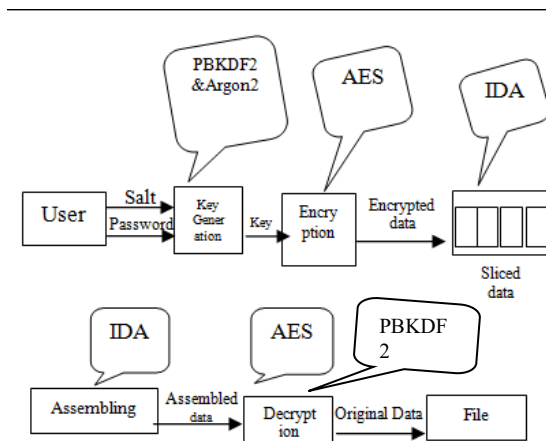 PBKDF2
&Argon2
AES
IDA
User
Salt
Password
Key
Gener
ation
Key
Encry
ption
Encrypted
data
Sliced
data
IDA
AES
PBKDF
2
Assembling
Assembled
data
Decrypt
ion
Original Data
File